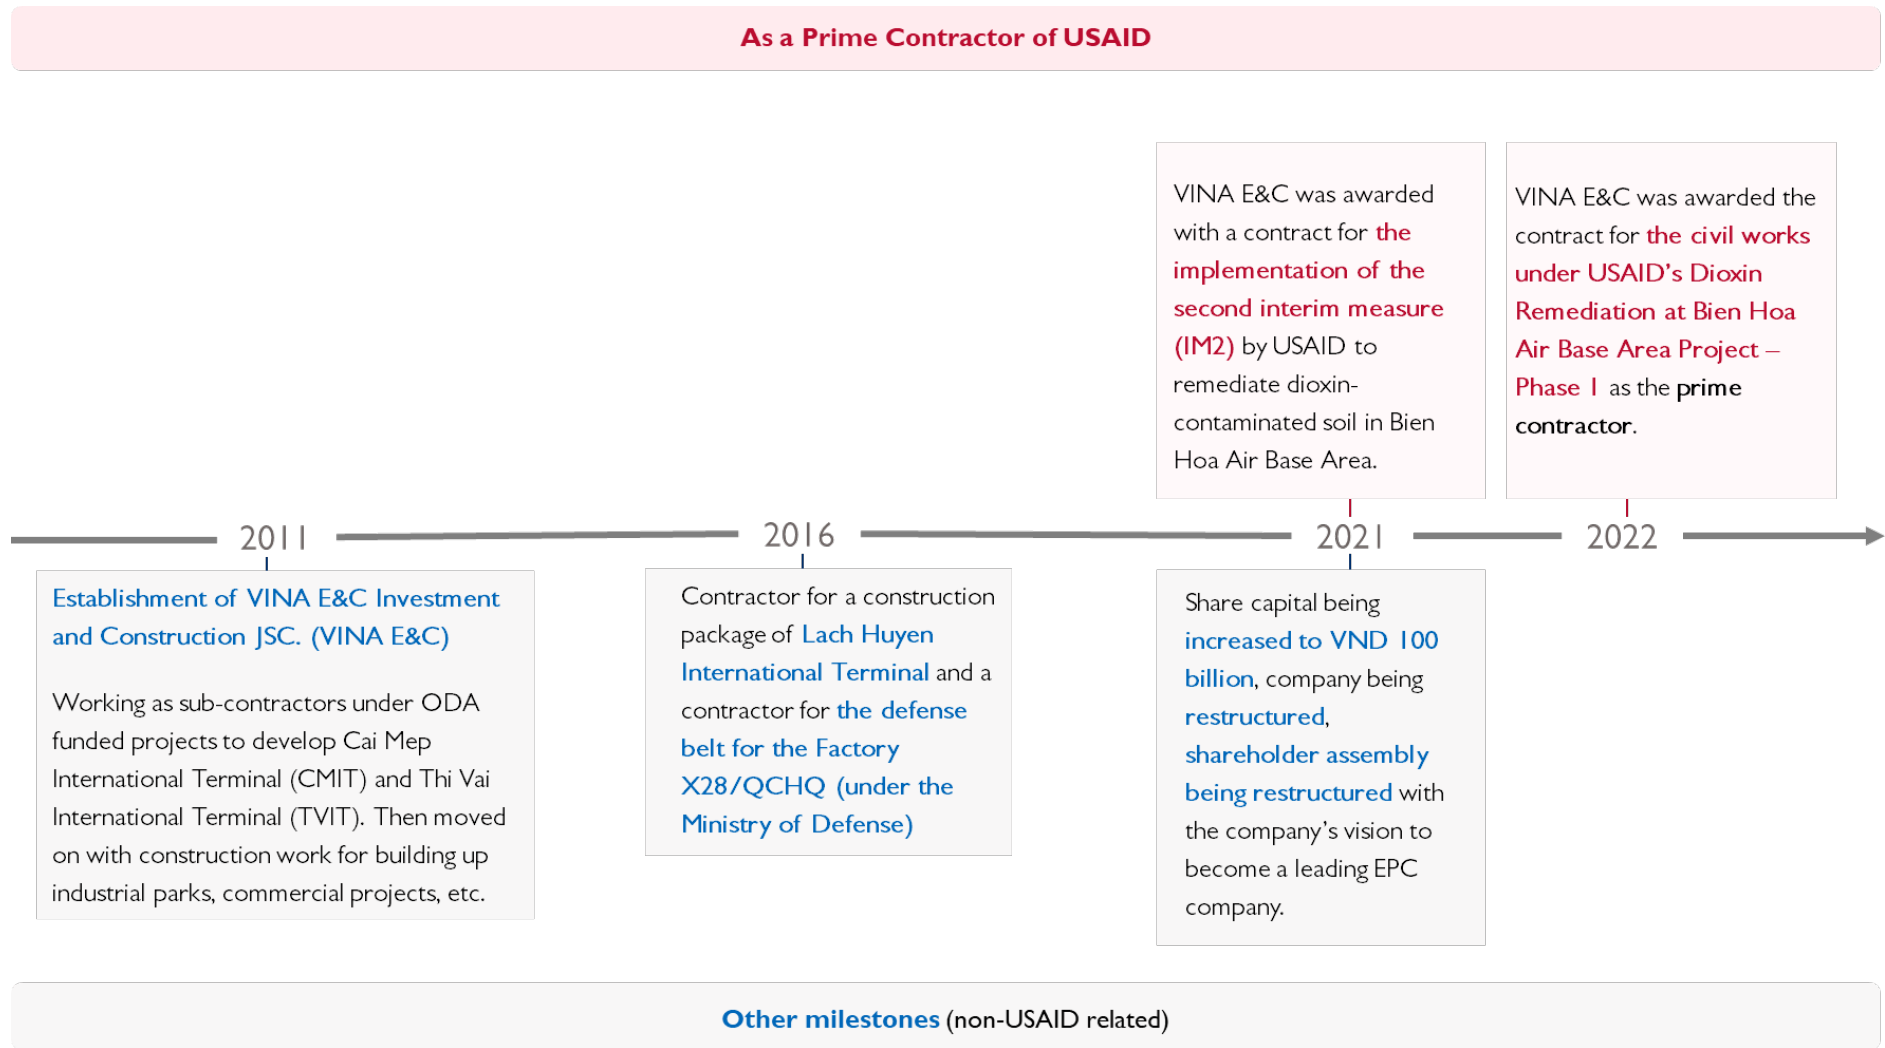 As a Prime Contractor of USAID
VINA E&C was awarded
with a contract for the
implementation of the
second interim measure
(IM2) by USAID to
remediate dioxin-
contaminated soil in Bien
Hoa Air Base Area.
VINA E&C was awarded the
contract for the civil works
under USAID’s Dioxin
Remediation at Bien Hoa
Air Base Area Project –
Phase 1 as the prime
contractor.
2011
2016
2021
2022
Establishment of VINA E&C Investment
and Construction JSC. (VINA E&C)
Working as sub-contractors under ODA
funded projects to develop Cai Mep
International Terminal (CMIT) and Thi Vai
International Terminal (TVIT). Then moved
on with construction work for building up
industrial parks, commercial projects, etc.
Contractor for a construction
package of Lach Huyen
International Terminal and a
contractor for the defense
belt for the Factory
X28/QCHQ (under the
Ministry of Defense)
Share capital being
increased to VND 100
billion, company being
restructured,
shareholder assembly
being restructured with
the company’s vision to
become a leading EPC
company.
Other milestones (non-USAID related)